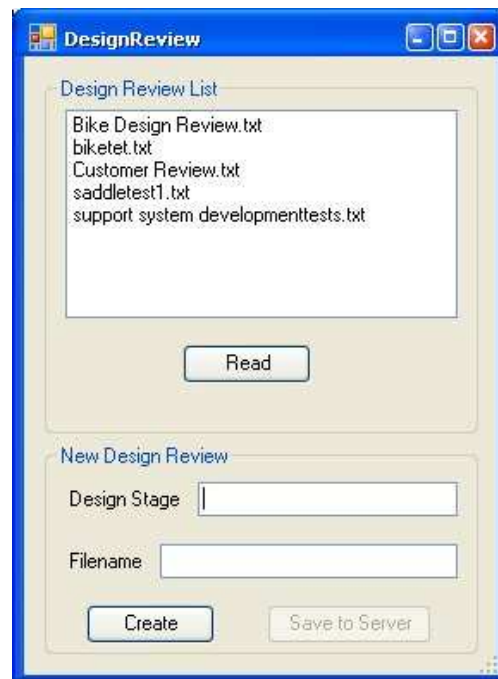 DesignReview
Design Review List
Bike Design Review.txt
biketet.txt
Customer Review.txt
saddletest1.txt
support system developmenttests.txt
Read
New Design Review
Design Stage
Filename
Create Save to Server